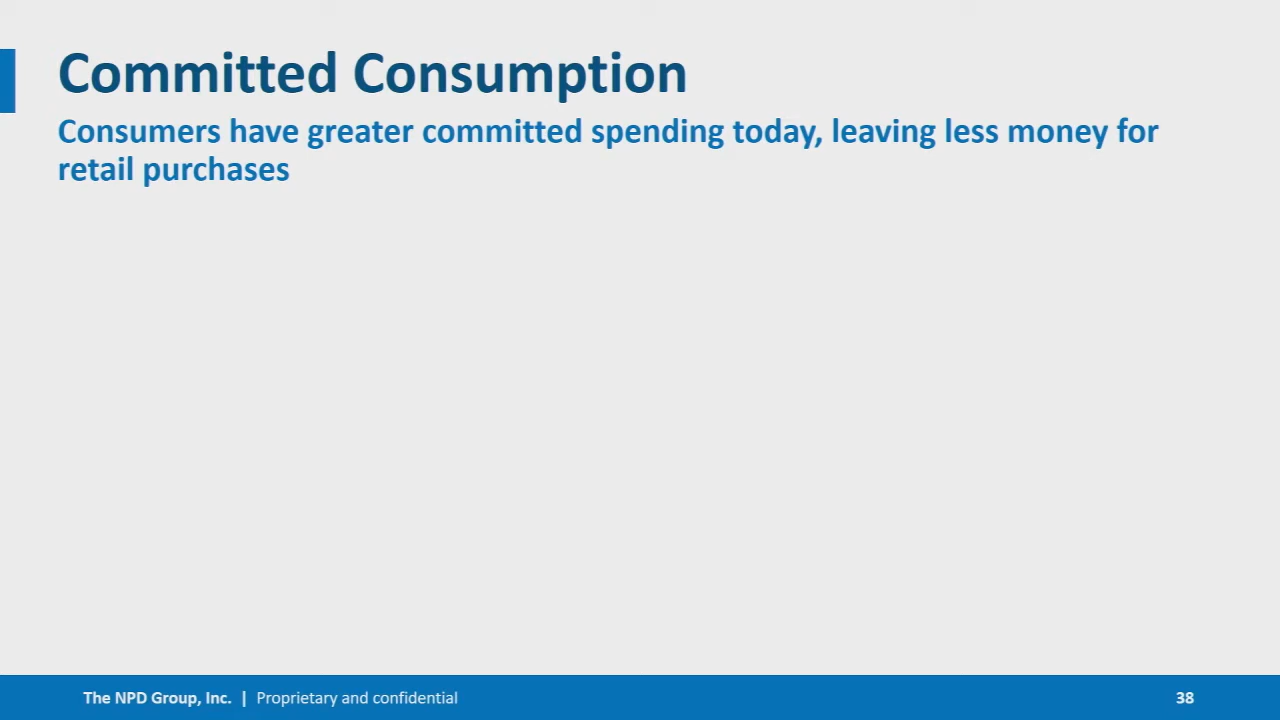 Committed Consumption
Consumers have greater committed spending today, leaving less money for
retail purchases
The NPD Group, Inc. | Proprietary and confidential
38